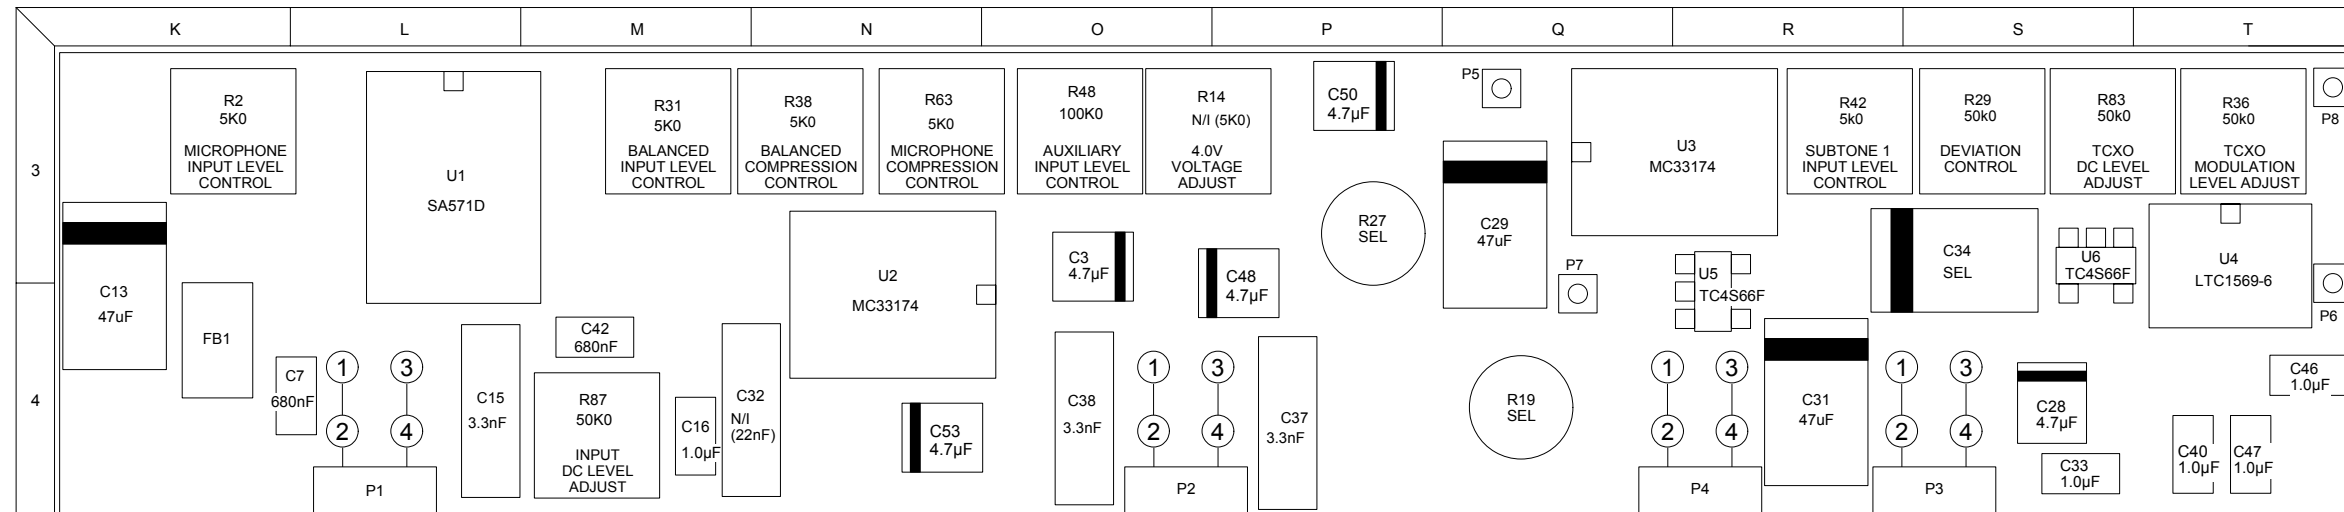 K L M N O P Q R S T
3
4
R2
5K0
MICROPHONE
INPUT LEVEL
CONTROL
U1
SA571D
R31
5K0
BALANCED
INPUT LEVEL
CONTROL
R38
5K0
BALANCED
COMPRESSION
CONTROL
R63
5K0
MICROPHONE
COMPRESSION
CONTROL
R48
100K0
AUXILIARY
INPUT LEVEL
CONTROL
R14
N/I (5K0)
4.0V
VOLTAGE
ADJUST
C50
4.7µF
P5
U3
MC33174
R42
5k0
SUBTONE 1
INPUT LEVEL
CONTROL
R29
50k0
DEVIATION
CONTROL
R83
50k0
TCXO
DC LEVEL
ADJUST
R36
50k0
TCXO
MODULATION
LEVEL ADJUST
P8
C13
47uF
FB1
U2
MC33174
C3
4.7µF
C48
4.7µF
R27
SEL
C29
47uF
P7
U5
TC4S66F
C34
SEL
U6
TC4S66F
U4
LTC1569-6
P6
C7
680nF
1 3
2 4
P1
C15
3.3nF
C42
680nF
R87
50K0
INPUT
DC LEVEL
ADJUST
C16
1.0µF
C32
N/I
(22nF)
C53
4.7µF
C38
3.3nF
1 3
2 4
P2
C37
3.3nF
R19
SEL
1 3
2 4
P4
C31
47uF
1 3
2 4
P3
C28
4.7µF
C33
1.0µF
C46
1.0µF
C40
1.0µF
C47
1.0µF